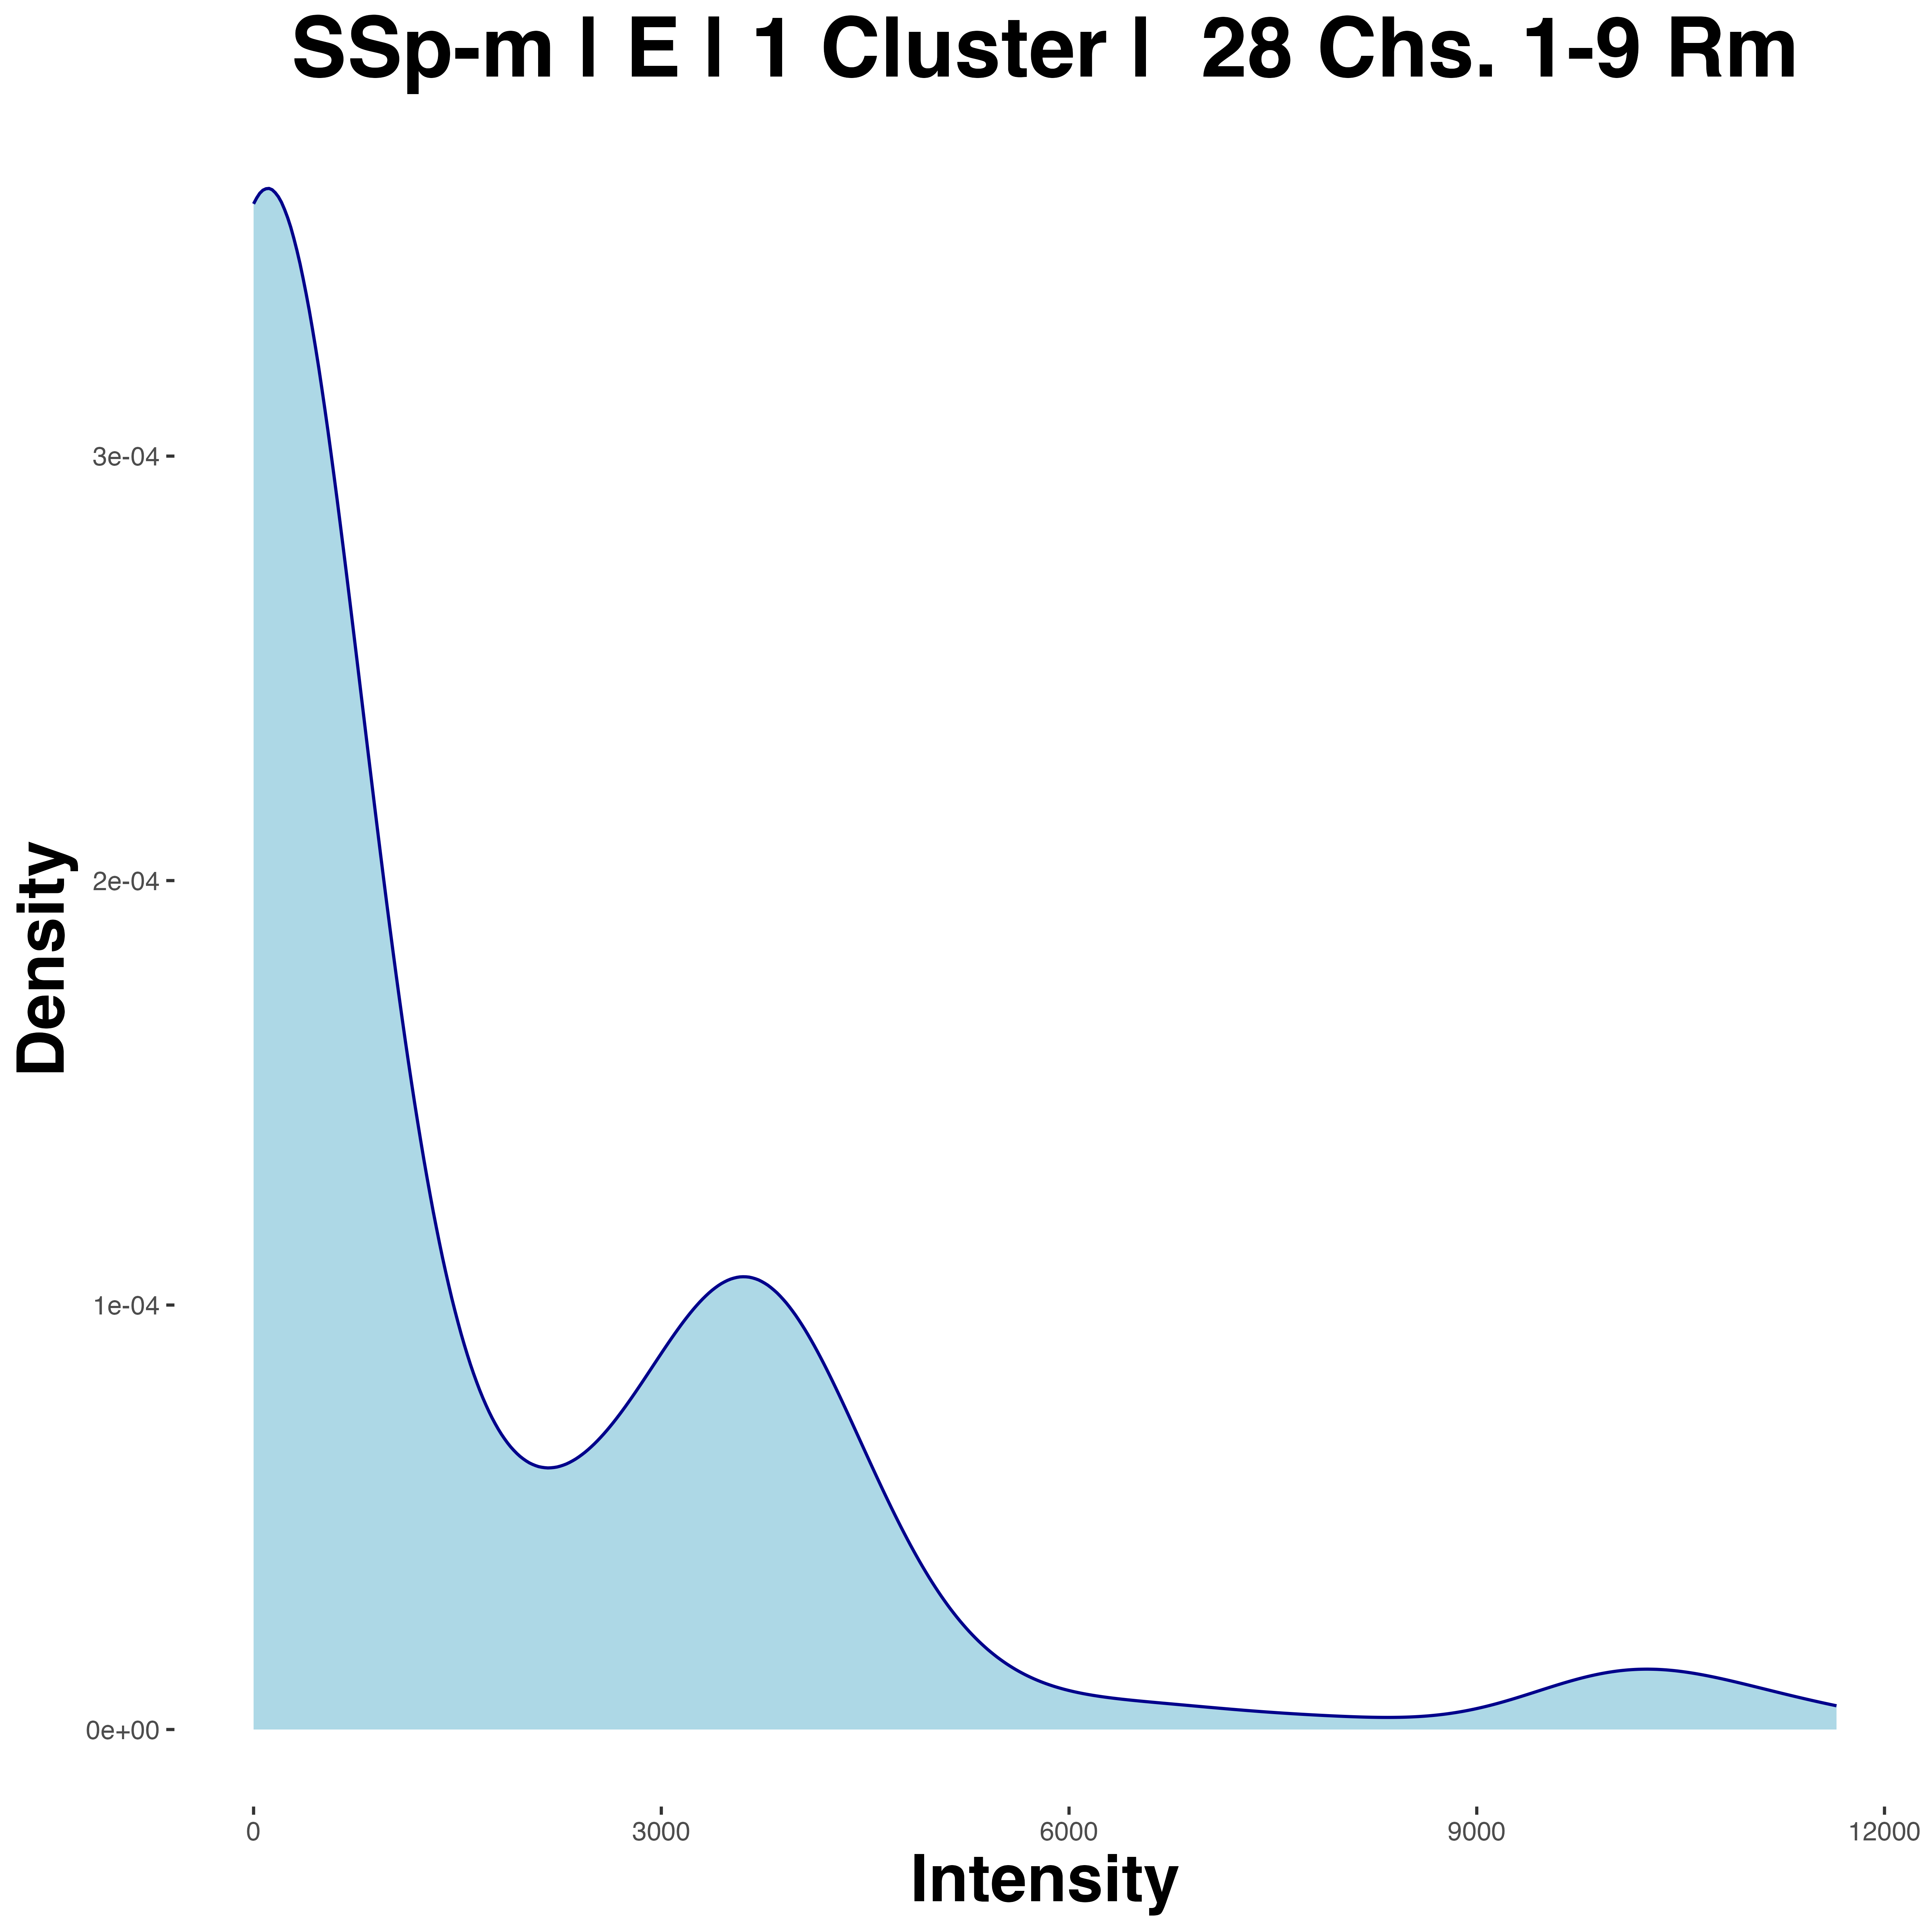 SSp-m | E | 1 Cluster |  28 Chs. 1-9 Rm
3e-04
2e-04
1e-04
0e+00
Density
0 3000 6000 9000 12000
Intensity